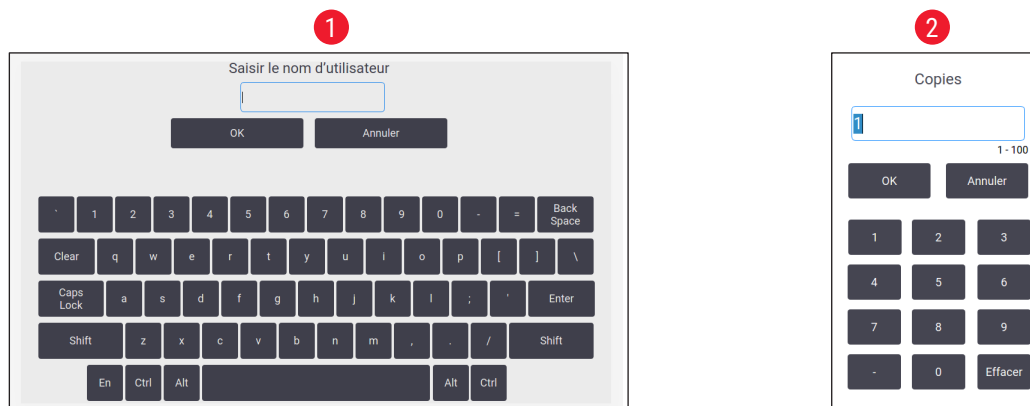 1
Saisir le nom d’utilisateur
OK Annuler
` 1 2 3 4 5 6 7 8 9 0 - = Back Space
Clear q w e r t y u i o p [ ] \
Caps Lock a s d f g h j k l ; ' Enter
Shift z x c v b n m , . / Shift
En Ctrl Alt Alt Ctrl
2
Copies
1
1 - 100
OK Annuler
1 2 3
4 5 6
7 8 9
- 0 Effacer